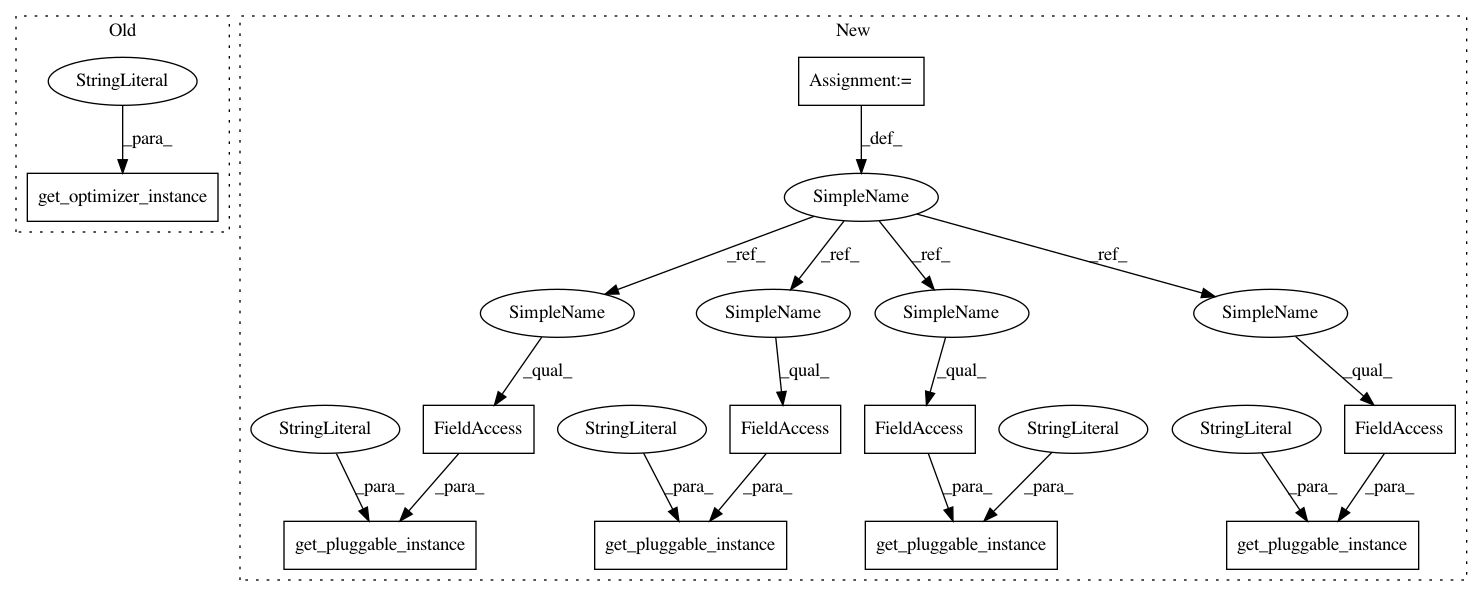 Old
New
StringLiteral
Assignment:=
_para_
_def_
get_optimizer_instance
SimpleName
_ref_
_ref_
_ref_
_ref_
SimpleName
SimpleName
SimpleName
SimpleName
_qual_
_qual_
_qual_
_qual_
StringLiteral
FieldAccess
StringLiteral
FieldAccess
FieldAccess
StringLiteral
StringLiteral
FieldAccess
_para_
_para_
_para_
_para_
_para_
_para_
_para_
_para_
get_pluggable_instance
get_pluggable_instance
get_pluggable_instance
get_pluggable_instance